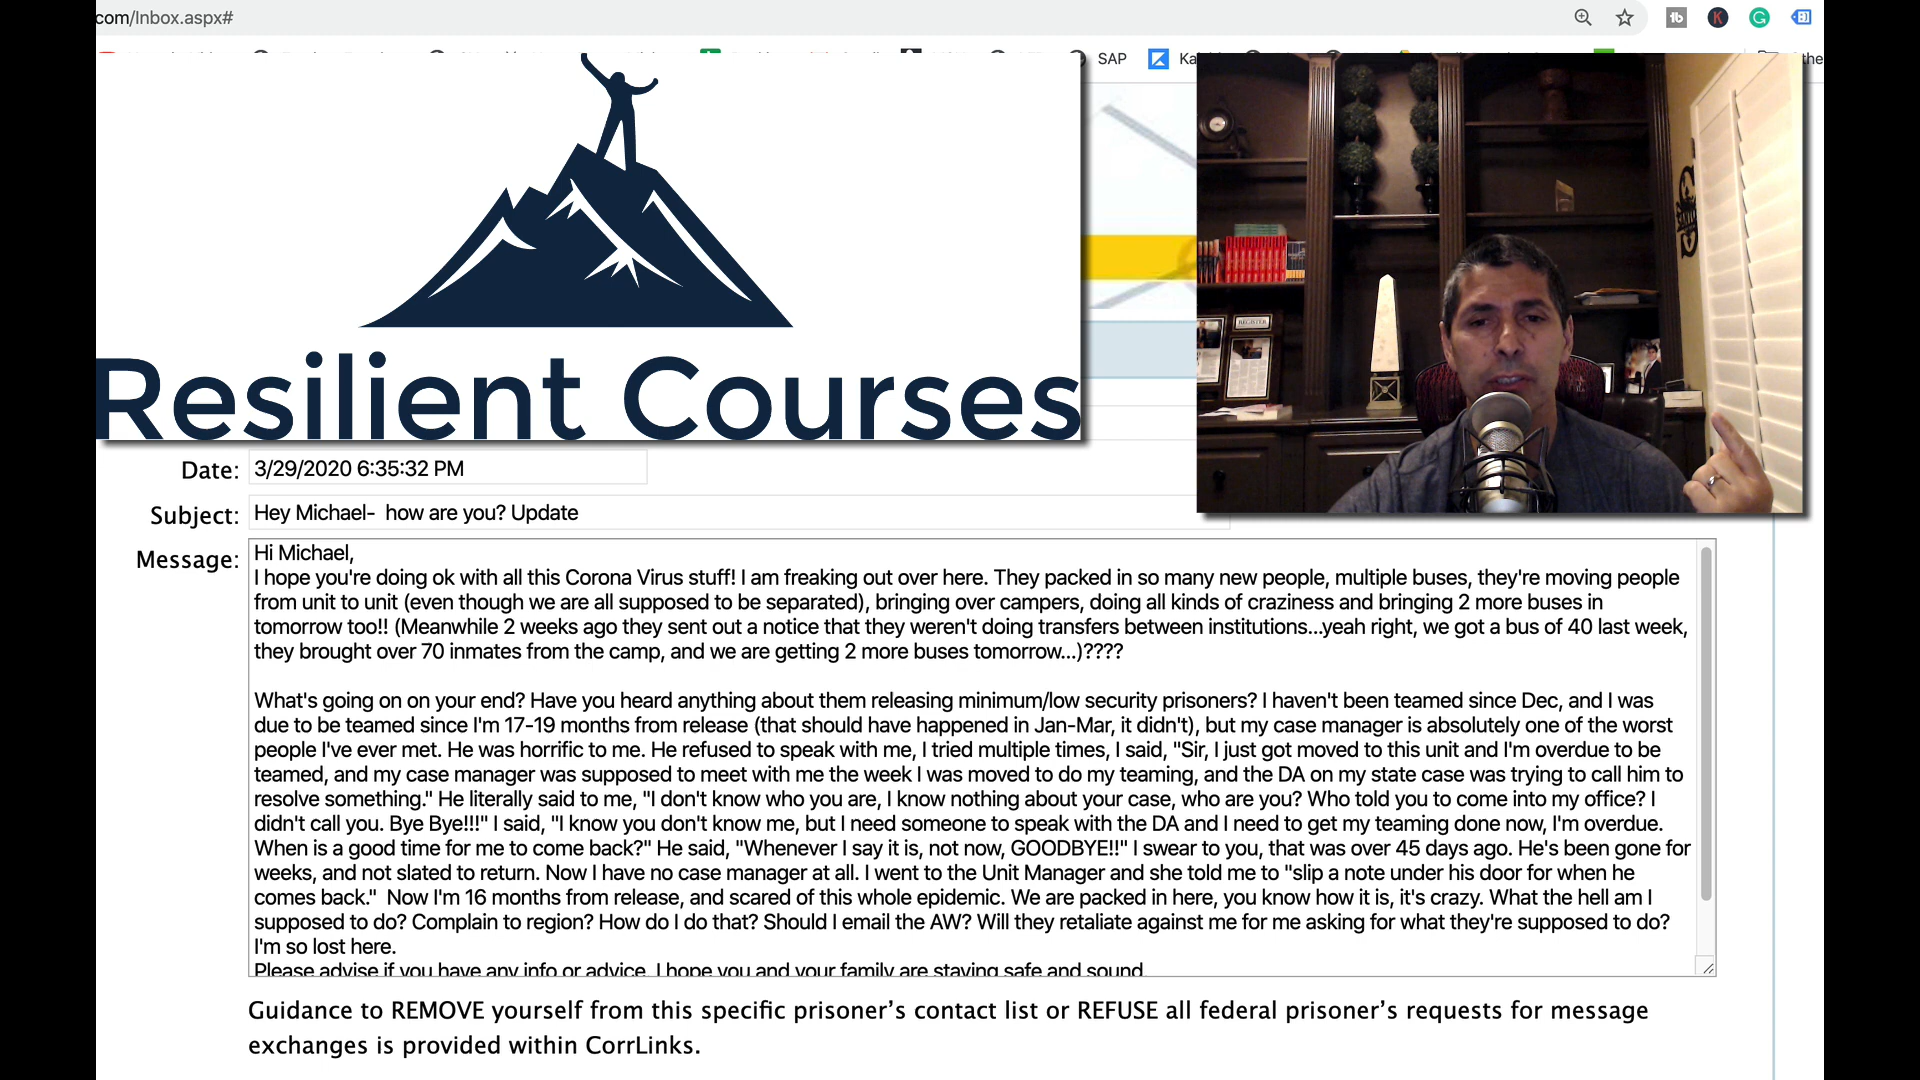 com/Inbox.aspx#
SAP
Resilient Courses
REGISTER
Date: 3/29/2020 6:35:32 PM
Subject: Hey Michael-  how are you? Update
Message: Hi Michael,
I hope you're doing ok with all this Corona Virus stuff! I am freaking out over here. They packed in so many new people, multiple buses, they're moving people
from unit to unit (even though we are all supposed to be separated), bringing over campers, doing all kinds of craziness and bringing 2 more buses in
tomorrow too!! (Meanwhile 2 weeks ago they sent out a notice that they weren't doing transfers between institutions...yeah right, we got a bus of 40 last week,
they brought over 70 inmates from the camp, and we are getting 2 more buses tomorrow...)????
What's going on on your end? Have you heard anything about them releasing minimum/low security prisoners? I haven't been teamed since Dec, and I was
due to be teamed since I'm 17-19 months from release (that should have happened in Jan-Mar, it didn't), but my case manager is absolutely one of the worst
people I've ever met. He was horrific to me. He refused to speak with me, I tried multiple times, I said, "Sir, I just got moved to this unit and I'm overdue to be
teamed, and my case manager was supposed to meet with me the week I was moved to do my teaming, and the DA on my state case was trying to call him to
resolve something." He literally said to me, "I don't know who you are, I know nothing about your case, who are you? Who told you to come into my office? I
didn't call you. Bye Bye!!!" I said, "I know you don't know me, but I need someone to speak with the DA and I need to get my teaming done now, I'm overdue.
When is a good time for me to come back?" He said, "Whenever I say it is, not now, GOODBYE!!" I swear to you, that was over 45 days ago. He's been gone for
weeks, and not slated to return. Now I have no case manager at all. I went to the Unit Manager and she told me to "slip a note under his door for when he
comes back."  Now I'm 16 months from release, and scared of this whole epidemic. We are packed in here, you know how it is, it's crazy. What the hell am I
supposed to do? Complain to region? How do I do that? Should I email the AW? Will they retaliate against me for me asking for what they're supposed to do?
I'm so lost here.
Please advise if you have any info or advice. I hope you and your family are staying safe and sound
Guidance to REMOVE yourself from this specific prisoner’s contact list or REFUSE all federal prisoner’s requests for message
exchanges is provided within CorrLinks.